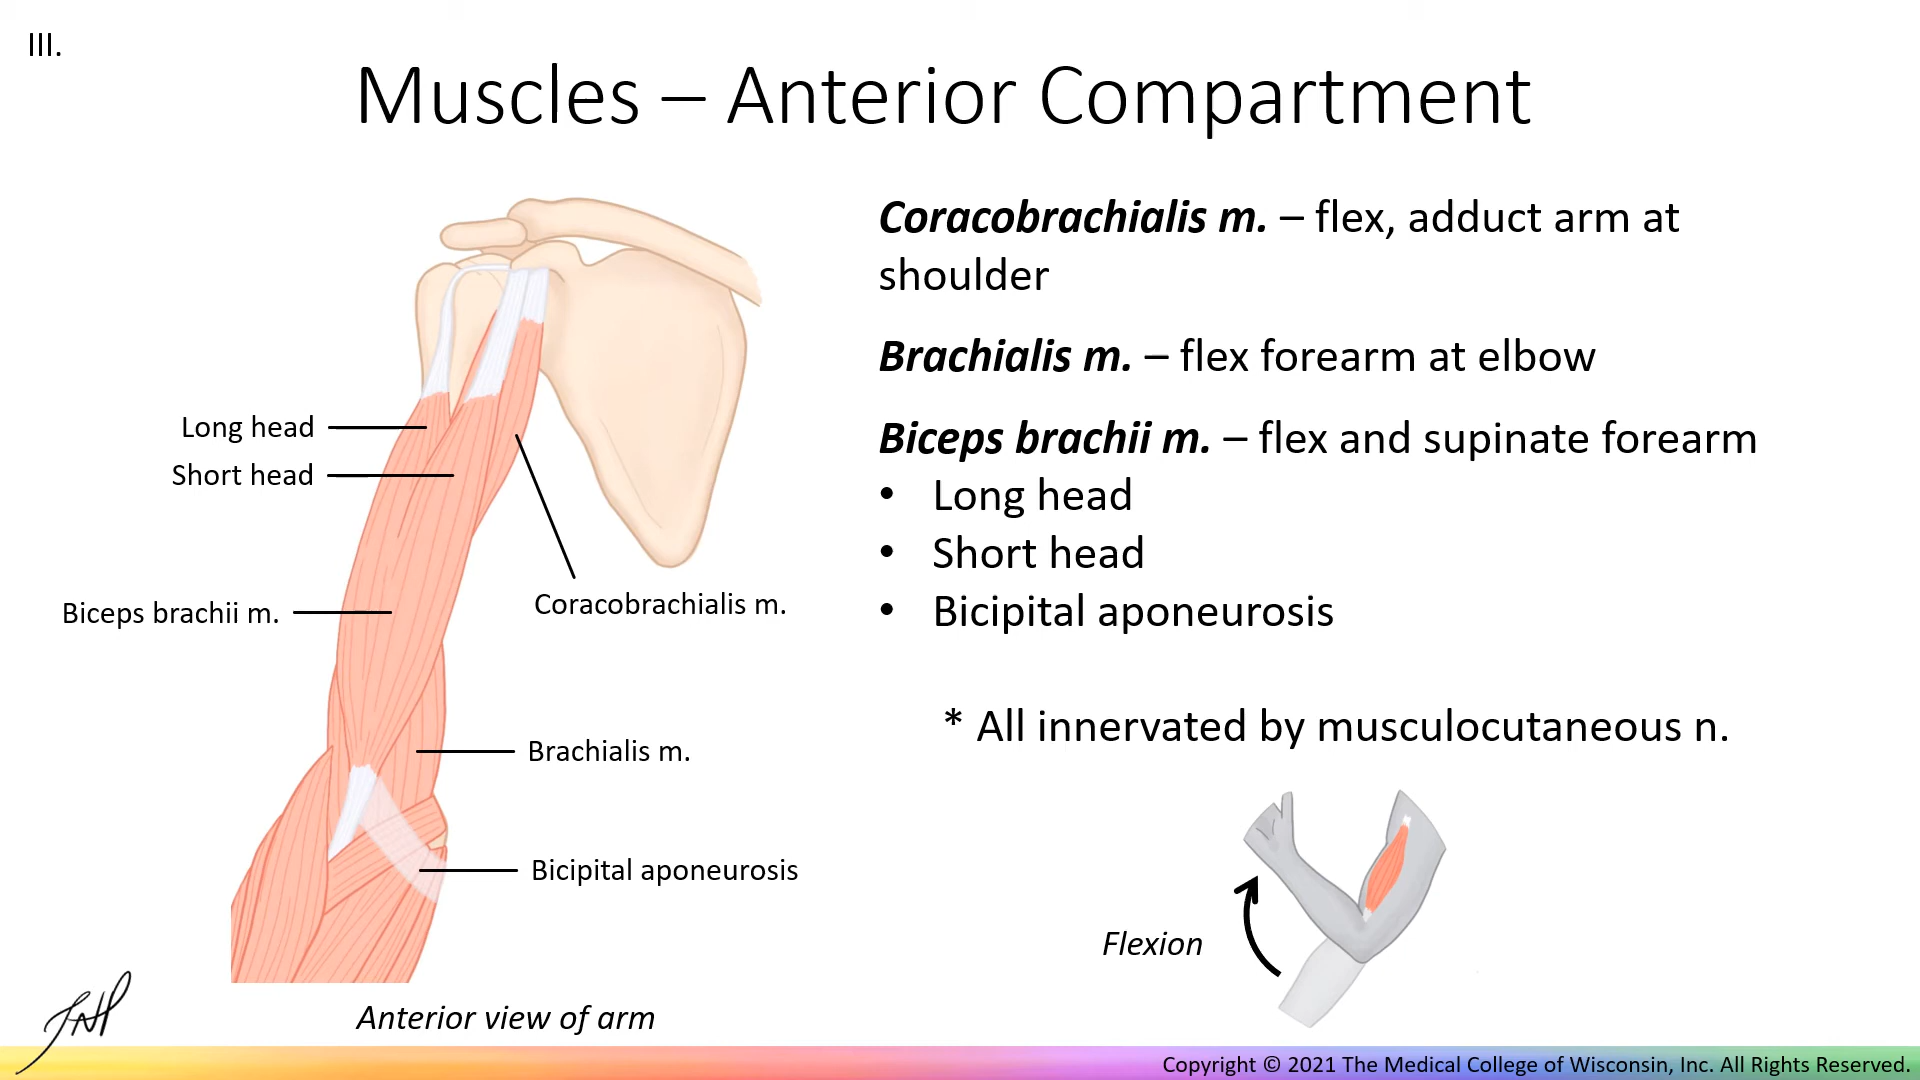 III.
Muscles – Anterior Compartment
Long head
Short head
Biceps brachii m.
Coracobrachialis m.
Brachialis m.
Bicipital aponeurosis
Anterior view of arm
Coracobrachialis m. – flex, adduct arm at
shoulder
Brachialis m. – flex forearm at elbow
Biceps brachii m. – flex and supinate forearm
• Long head
• Short head
• Bicipital aponeurosis
* All innervated by musculocutaneous n.
Flexion
Copyright © 2021 The Medical College of Wisconsin, Inc. All Rights Reserved.